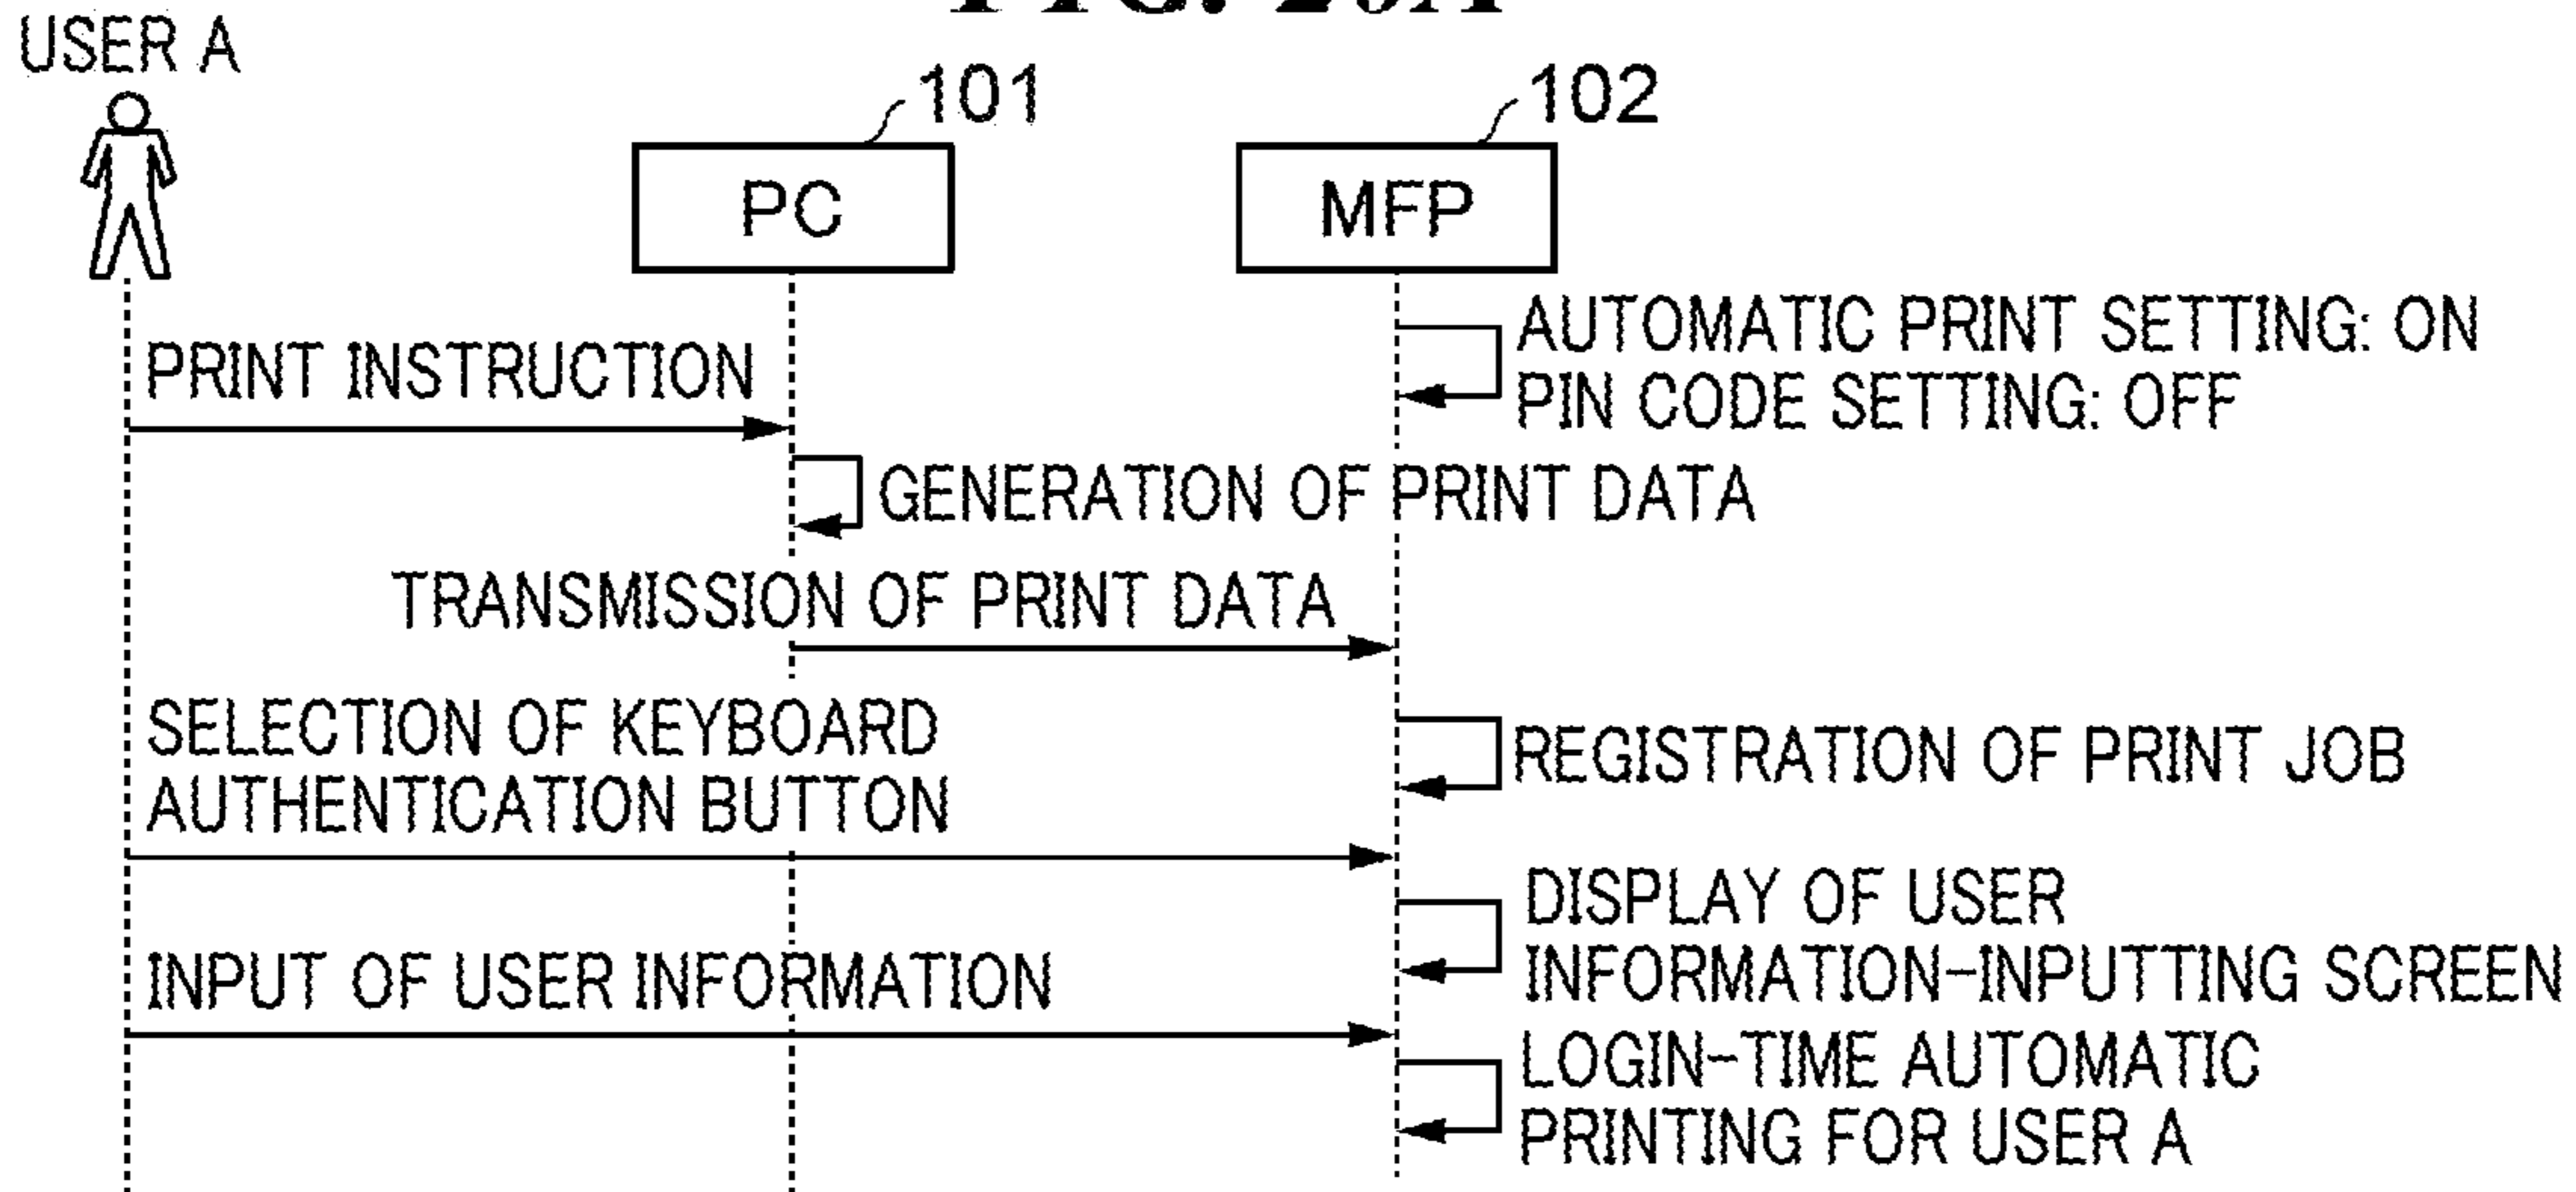 USER A
101
102
PC
MFP
AUTOMATIC PRINT SETTING: ON
PIN CODE SETTING: OFF
PRINT INSTRUCTION
GENERATION OF PRINT DATA
TRANSMISSION OF PRINT DATA
SELECTION OF KEYBOARD
AUTHENTICATION BUTTON
REGISTRATION OF PRINT JOB
DISPLAY OF USER
INFORMATION-INPUTTING SCREEN
INPUT OF USER INFORMATION
LOGIN-TIME AUTOMATIC
PRINTING FOR USER A